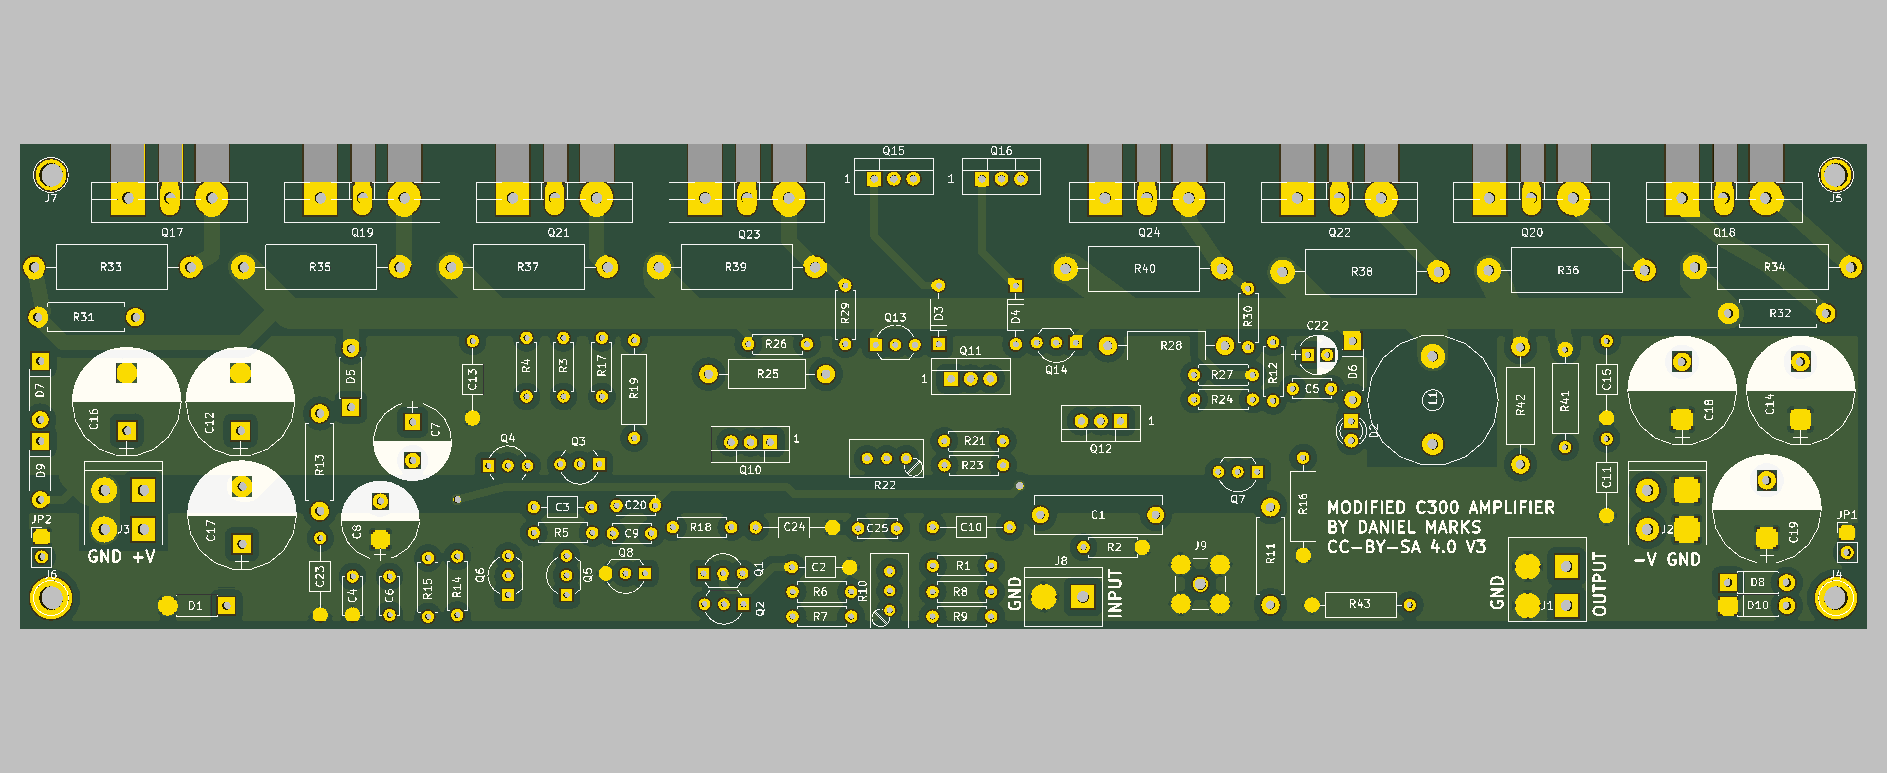 Q15
Q16
1
1
J7
J5
Q17
Q19
Q21
Q23
Q24
Q22
Q20
Q18
R33
R35
R37
R39
R40
R38
R36
R34
R31
R29
D3
D4
R30
R32
Q13
C22
R26
R28
Q14
D7
D5
C13
R4
R3
R17
R19
R25
Q11
1
R27
R24
R12
C5
D6
L1
R42
R41
C15
C16
C12
C7
C18
C14
D9
R13
Q4
Q3
Q10
1
R22
R21
R23
Q12
1
D2
Q7
R16
C11
JP2
J3
GND +V
C17
C8
C3
C20
R5
C9
R18
C24
C25
C10
C1
R2
MODIFIED C300 AMPLIFIER
BY DANIEL MARKS
CC-BY-SA 4.0 V3
J2
-V GND
C19
JP1
J6
D1
C23
C4
C6
R15
R14
Q6
Q5
Q8
Q1
Q2
C2
R6
R7
R10
R1
R8
R9
GND
J8
INPUT
J9
R11
R43
GND
J1
OUTPUT
D8
D10
J4